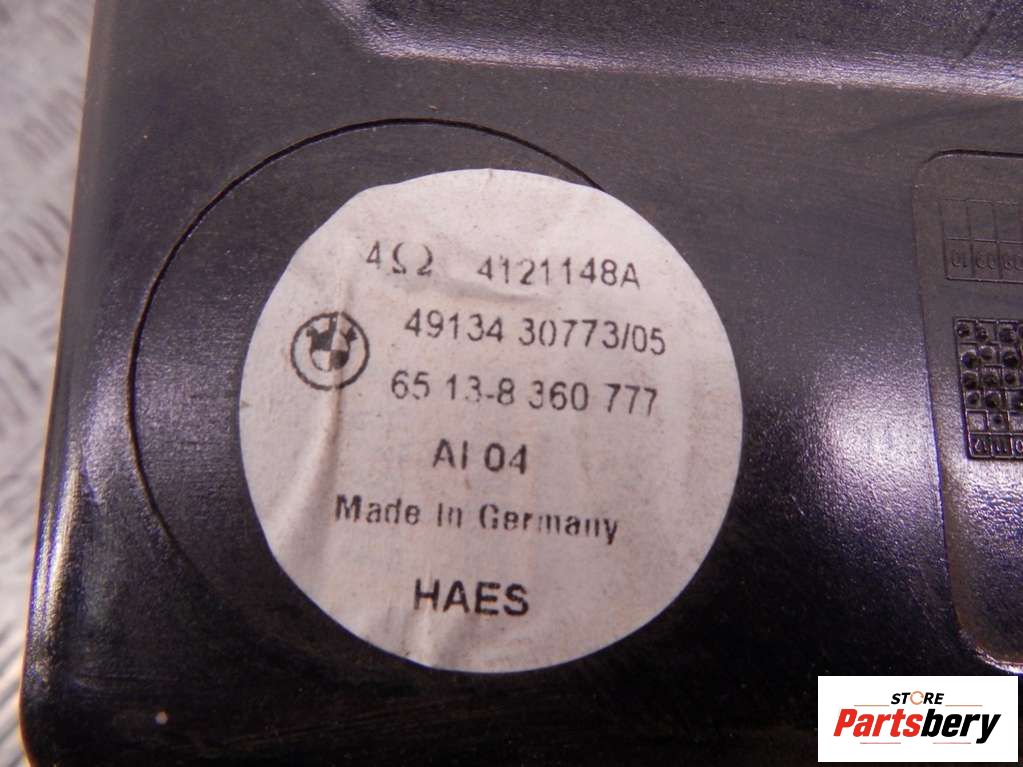 4Ω 4121148A
49134 30773/05
65 13-8 360 777
AI 04
Made In Germany
HAES
STORE
Partsbery